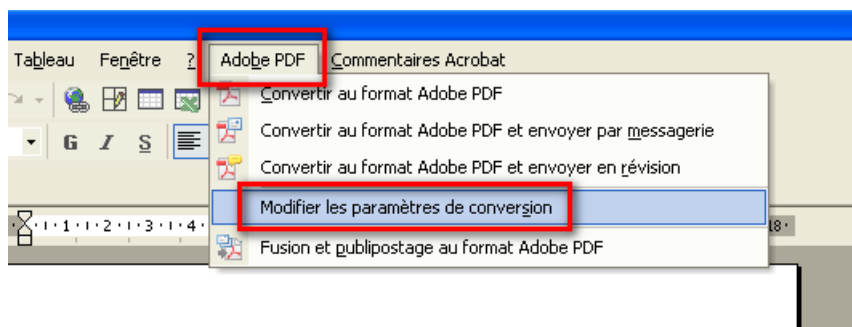 Tableau Fenêtre ? Adobe PDF Commentaires Acrobat
Convertir au format Adobe PDF
Convertir au format Adobe PDF et envoyer par messagerie
G I S
Convertir au format Adobe PDF et envoyer en révision
Modifier les paramètres de conversion
1 2 3 4 18
Fusion et publipostage au format Adobe PDF